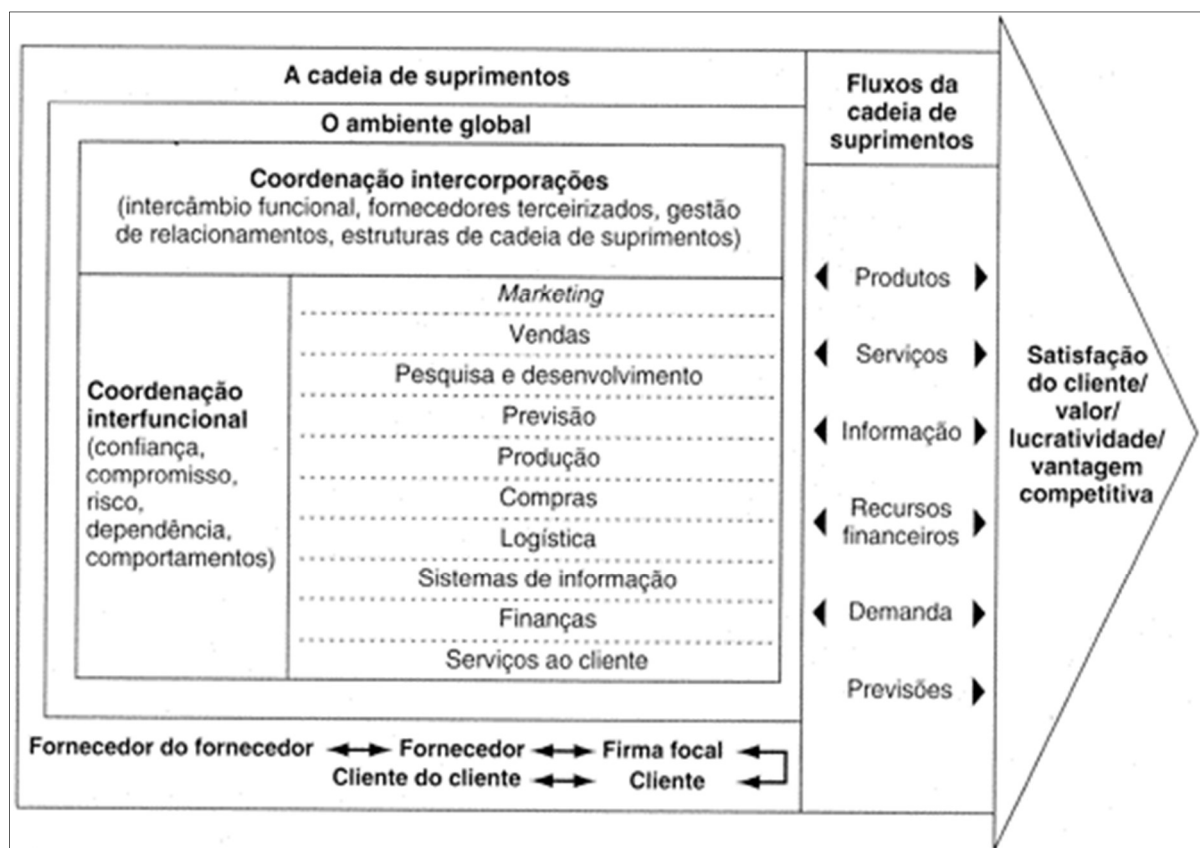 A cadeia de suprimentos
O ambiente global
Coordenação intercorporações
(intercâmbio funcional, fornecedores terceirizados, gestão
de relacionamentos, estruturas de cadeia de suprimentos)
Coordenação
interfuncional
(confiança,
compromisso,
risco,
dependência,
comportamentos)
Marketing
Vendas
Pesquisa e desenvolvimento
Previsão
Produção
Compras
Logística
Sistemas de informação
Finanças
Serviços ao cliente
Fornecedor do fornecedor Fornecedor Firma focal
Cliente do cliente Cliente
Fluxos da
cadeia de
suprimentos
Produtos
Serviços
Informação
Recursos
financeiros
Demanda
Previsões
Satisfação
do cliente/
valor/
lucratividade/
vantagem
competitiva